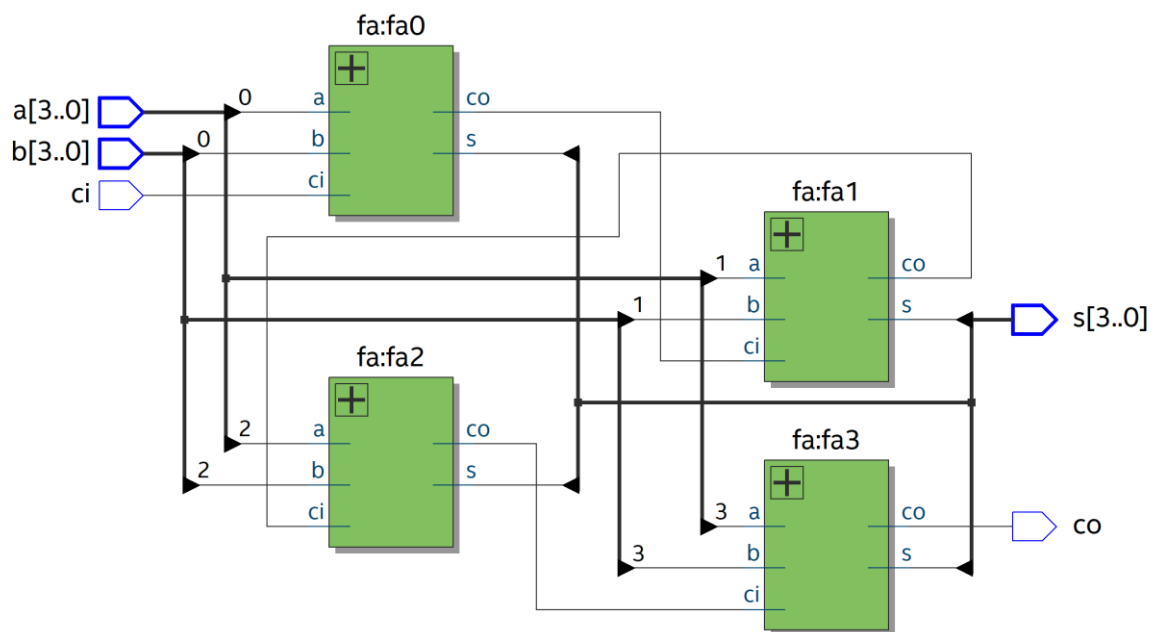 fa:fa0
a[3..0] 0 a co
b[3..0] 0 b s
ci ci
fa:fa1
1 a co
1 b s s[3..0]
ci
fa:fa2
2 a co
2 b s
ci
fa:fa3
3 a co co
3 b s
ci